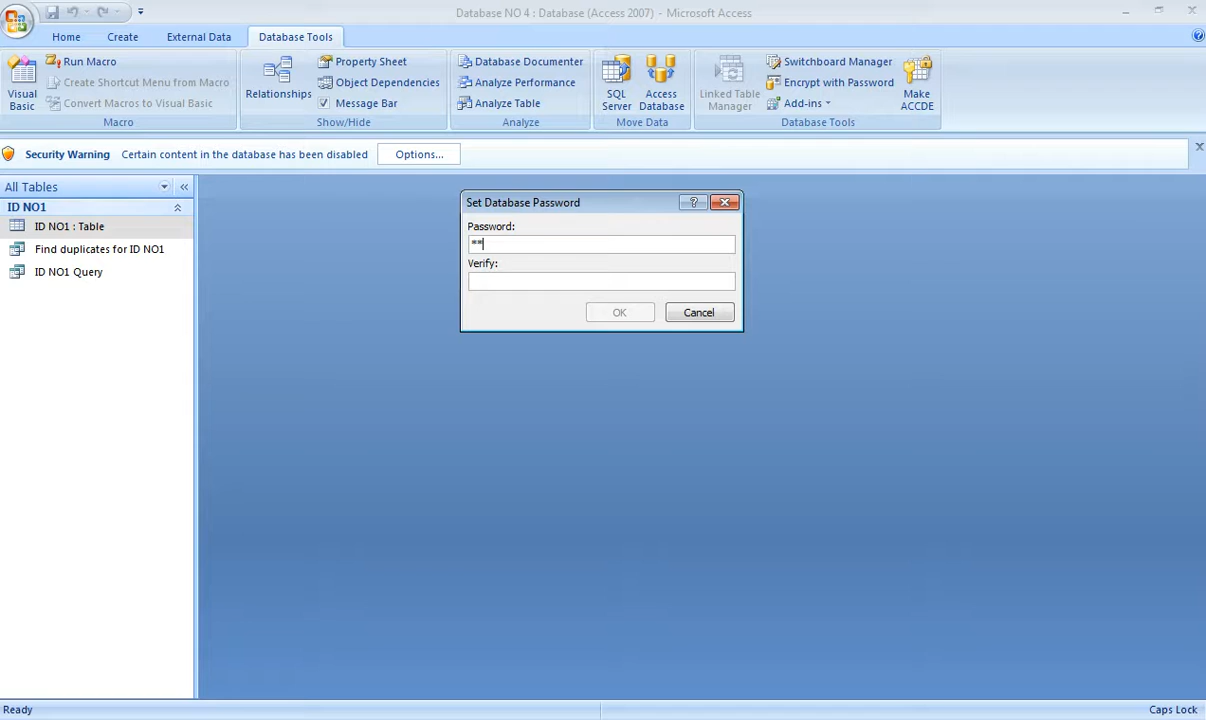 Database NO 4 : Database (Access 2007) - Microsoft Access
Home Create External Data Database Tools
Visual Basic
Run Macro
Create Shortcut Menu from Macro
Convert Macros to Visual Basic
Macro
Relationships
Property Sheet
Object Dependencies
Message Bar
Show/Hide
Database Documenter
Analyze Performance
Analyze Table
Analyze
SQL Server
Access Database
Move Data
Linked Table Manager
Switchboard Manager
Encrypt with Password
Add-ins
Make ACCDE
Database Tools
Security Warning Certain content in the database has been disabled Options...
All Tables
ID NO1
ID NO1 : Table
Find duplicates for ID NO1
ID NO1 Query
Set Database Password
Password:
**
Verify:
OK Cancel
Ready Caps Lock